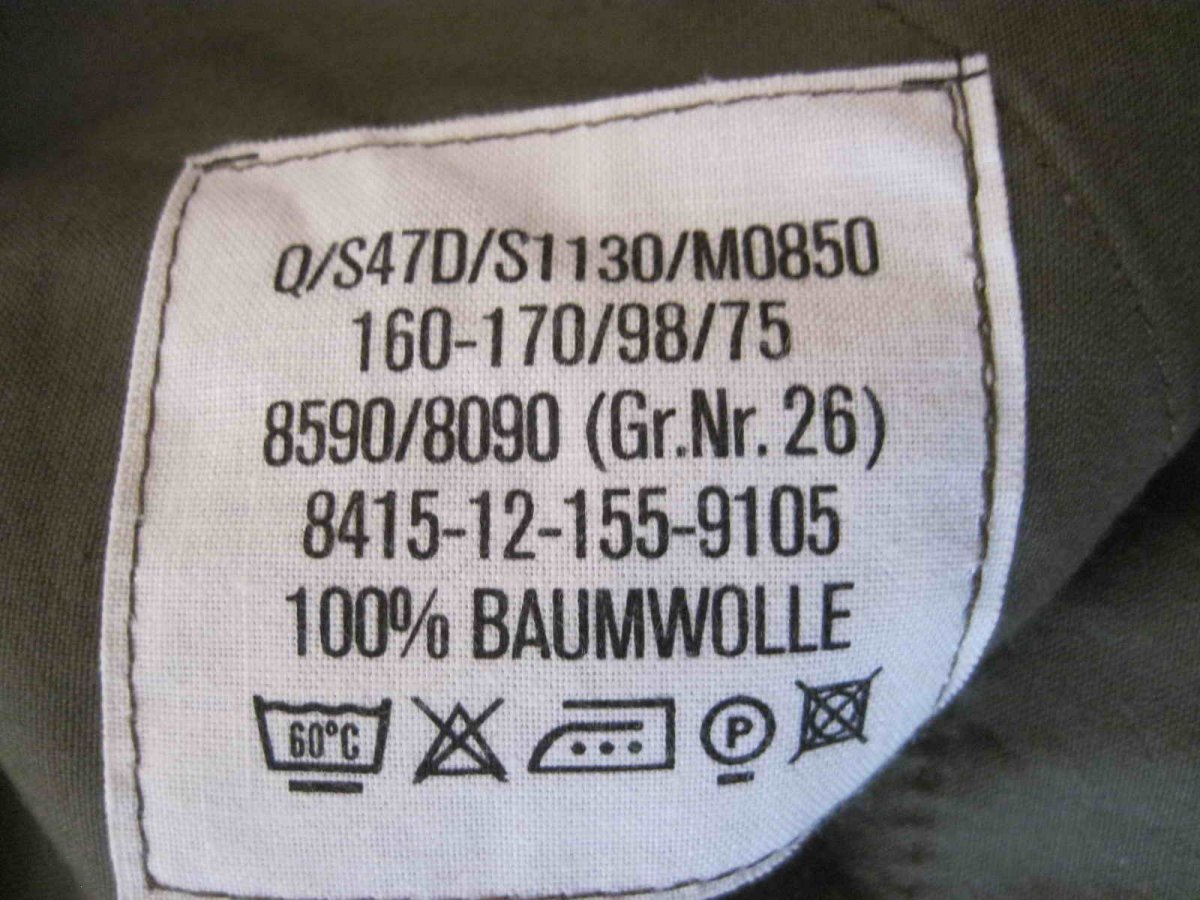 Q/S47D/S1130/M0850
160-170/98/75
8590/8090 (Gr.Nr. 26)
8415-12-155-9105
100% BAUMWOLLE
60°C P